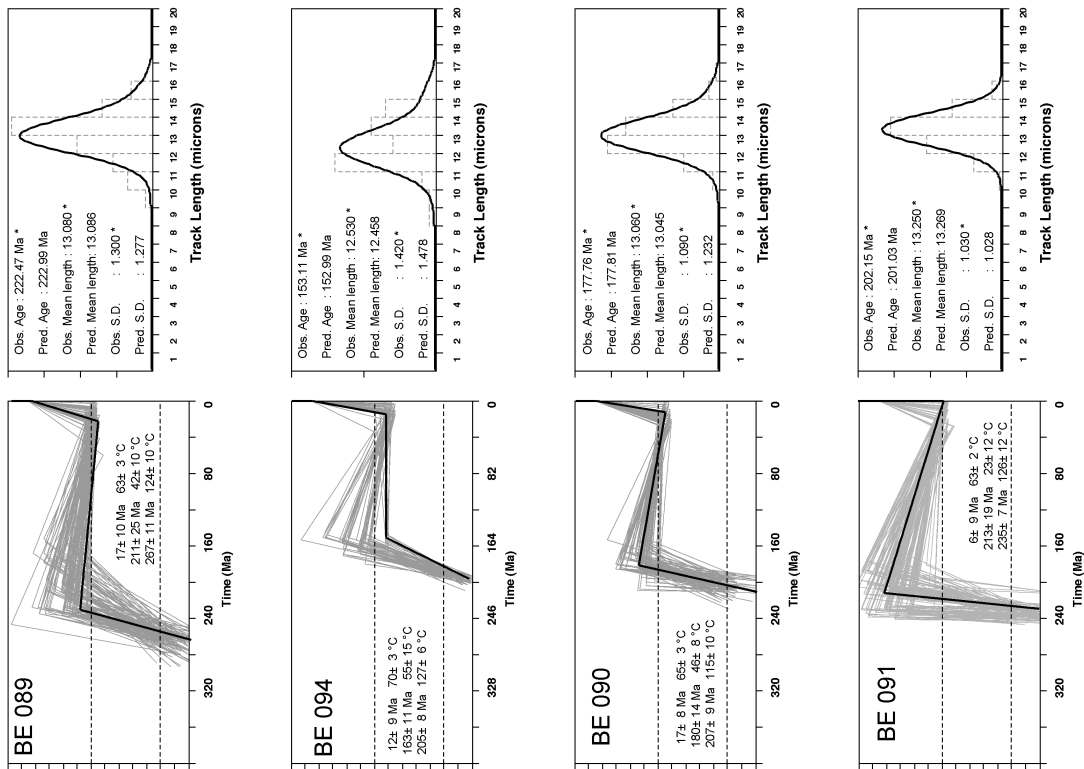 BE 089
17± 10 Ma 63± 3 °C
211± 25 Ma 42± 10 °C
267± 11 Ma 124± 10 °C
320
240
160
80
0
Time (Ma)
Obs. Age : 222.47 Ma *
Pred. Age : 222.99 Ma
Obs. Mean length : 13.080 *
Pred. Mean length: 13.086
Obs. S.D. : 1.300 *
Pred. S.D. : 1.277
1 2 3 4 5 6 7 8 9 10 11 12 13 14 15 16 17 18 19 20
Track Length (microns)
BE 094
12± 9 Ma 70± 3 °C
163± 11 Ma 55± 15 °C
205± 8 Ma 127± 6 °C
328
246
164
82
0
Time (Ma)
Obs. Age : 153.11 Ma *
Pred. Age : 152.99 Ma
Obs. Mean length : 12.530 *
Pred. Mean length: 12.458
Obs. S.D. : 1.420 *
Pred. S.D. : 1.478
1 2 3 4 5 6 7 8 9 10 11 12 13 14 15 16 17 18 19 20
Track Length (microns)
BE 090
17± 8 Ma 65± 3 °C
180± 14 Ma 46± 8 °C
207± 9 Ma 115± 10 °C
320
240
160
80
0
Time (Ma)
Obs. Age : 177.76 Ma *
Pred. Age : 177.81 Ma
Obs. Mean length : 13.060 *
Pred. Mean length: 13.045
Obs. S.D. : 1.090 *
Pred. S.D. : 1.232
1 2 3 4 5 6 7 8 9 10 11 12 13 14 15 16 17 18 19 20
Track Length (microns)
BE 091
6± 9 Ma 63± 2 °C
213± 19 Ma 23± 12 °C
235± 7 Ma 126± 12 °C
320
240
160
80
0
Time (Ma)
Obs. Age : 202.15 Ma *
Pred. Age : 201.03 Ma
Obs. Mean length : 13.250 *
Pred. Mean length: 13.269
Obs. S.D. : 1.030 *
Pred. S.D. : 1.028
1 2 3 4 5 6 7 8 9 10 11 12 13 14 15 16 17 18 19 20
Track Length (microns)